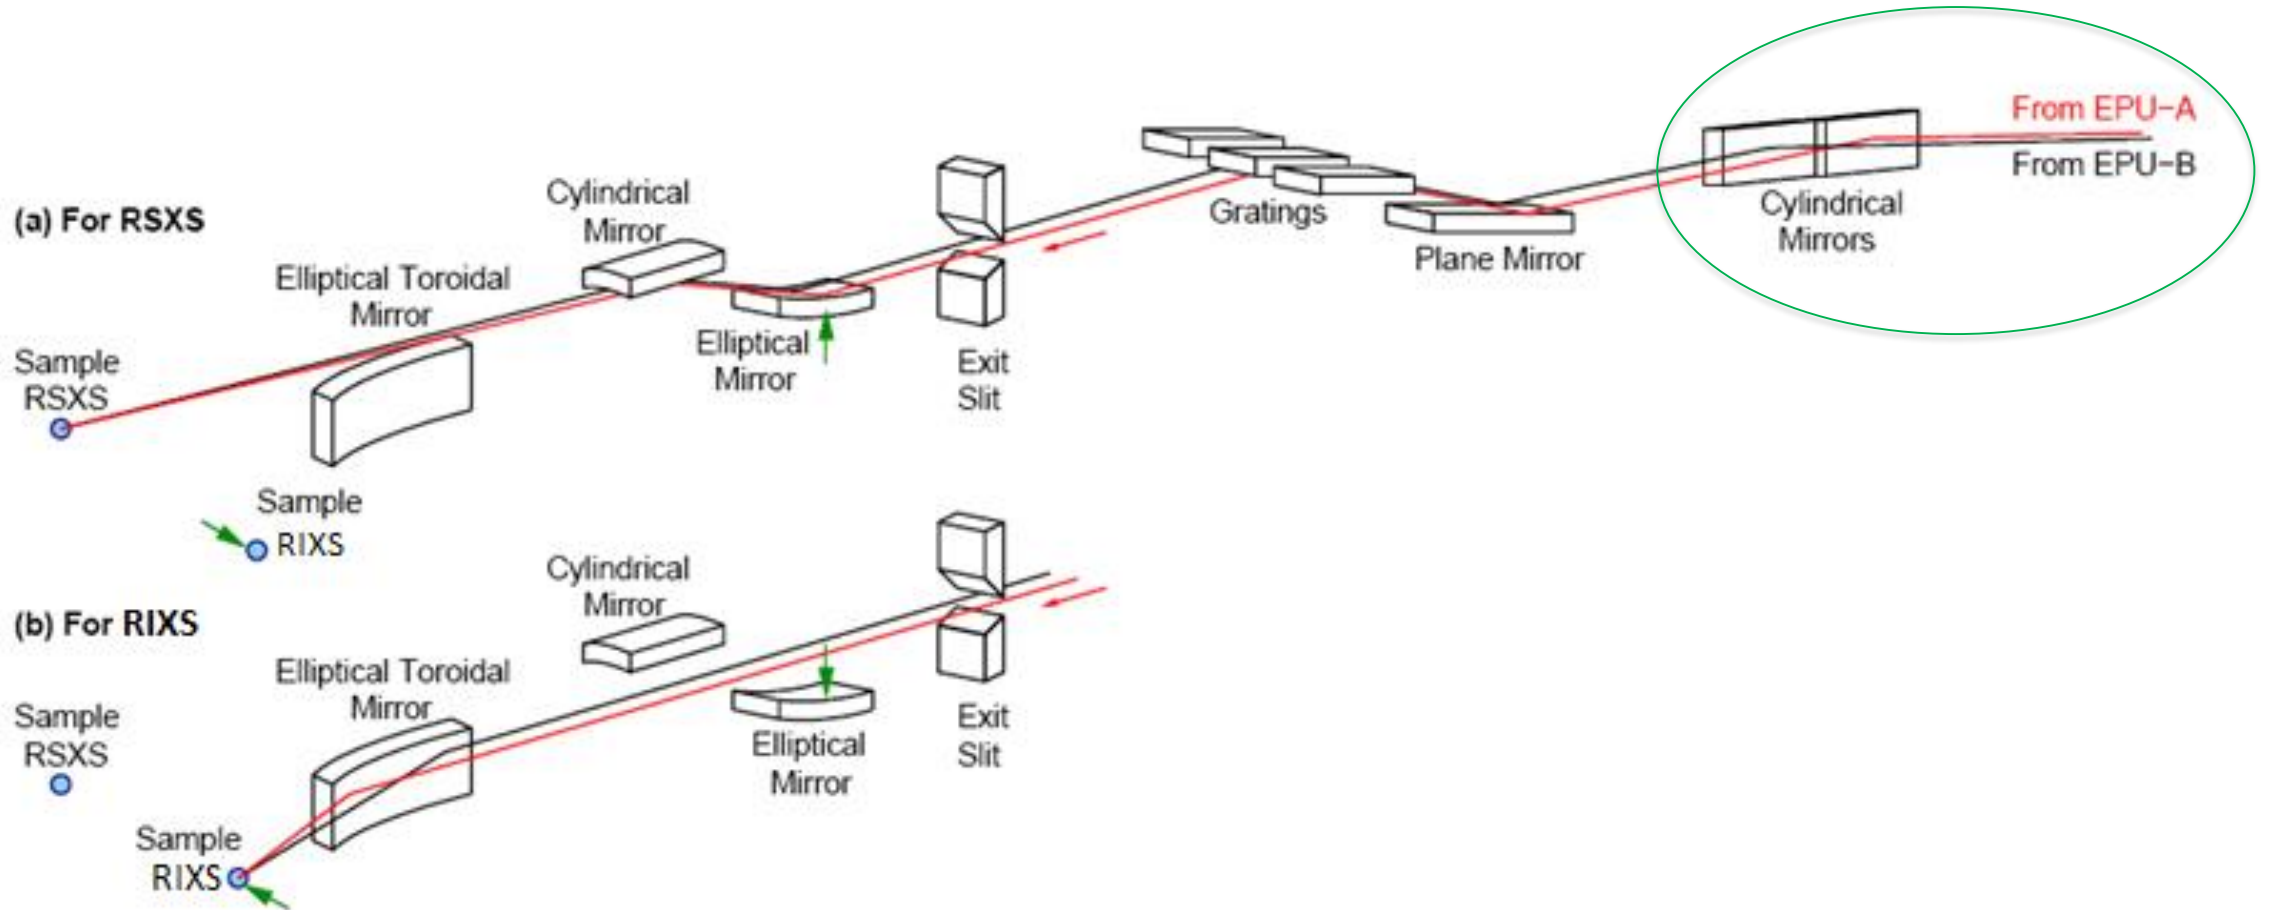 From EPU-A
From EPU-B
Cylindrical
Mirrors
Gratings
Plane Mirror
(a) For RSXS
Cylindrical
Mirror
Elliptical Toroidal
Mirror
Elliptical
Mirror
Exit
Slit
Sample
RSXS
Sample
RIXS
(b) For RIXS
Cylindrical
Mirror
Elliptical Toroidal
Mirror
Elliptical
Mirror
Exit
Slit
Sample
RSXS
Sample
RIXS